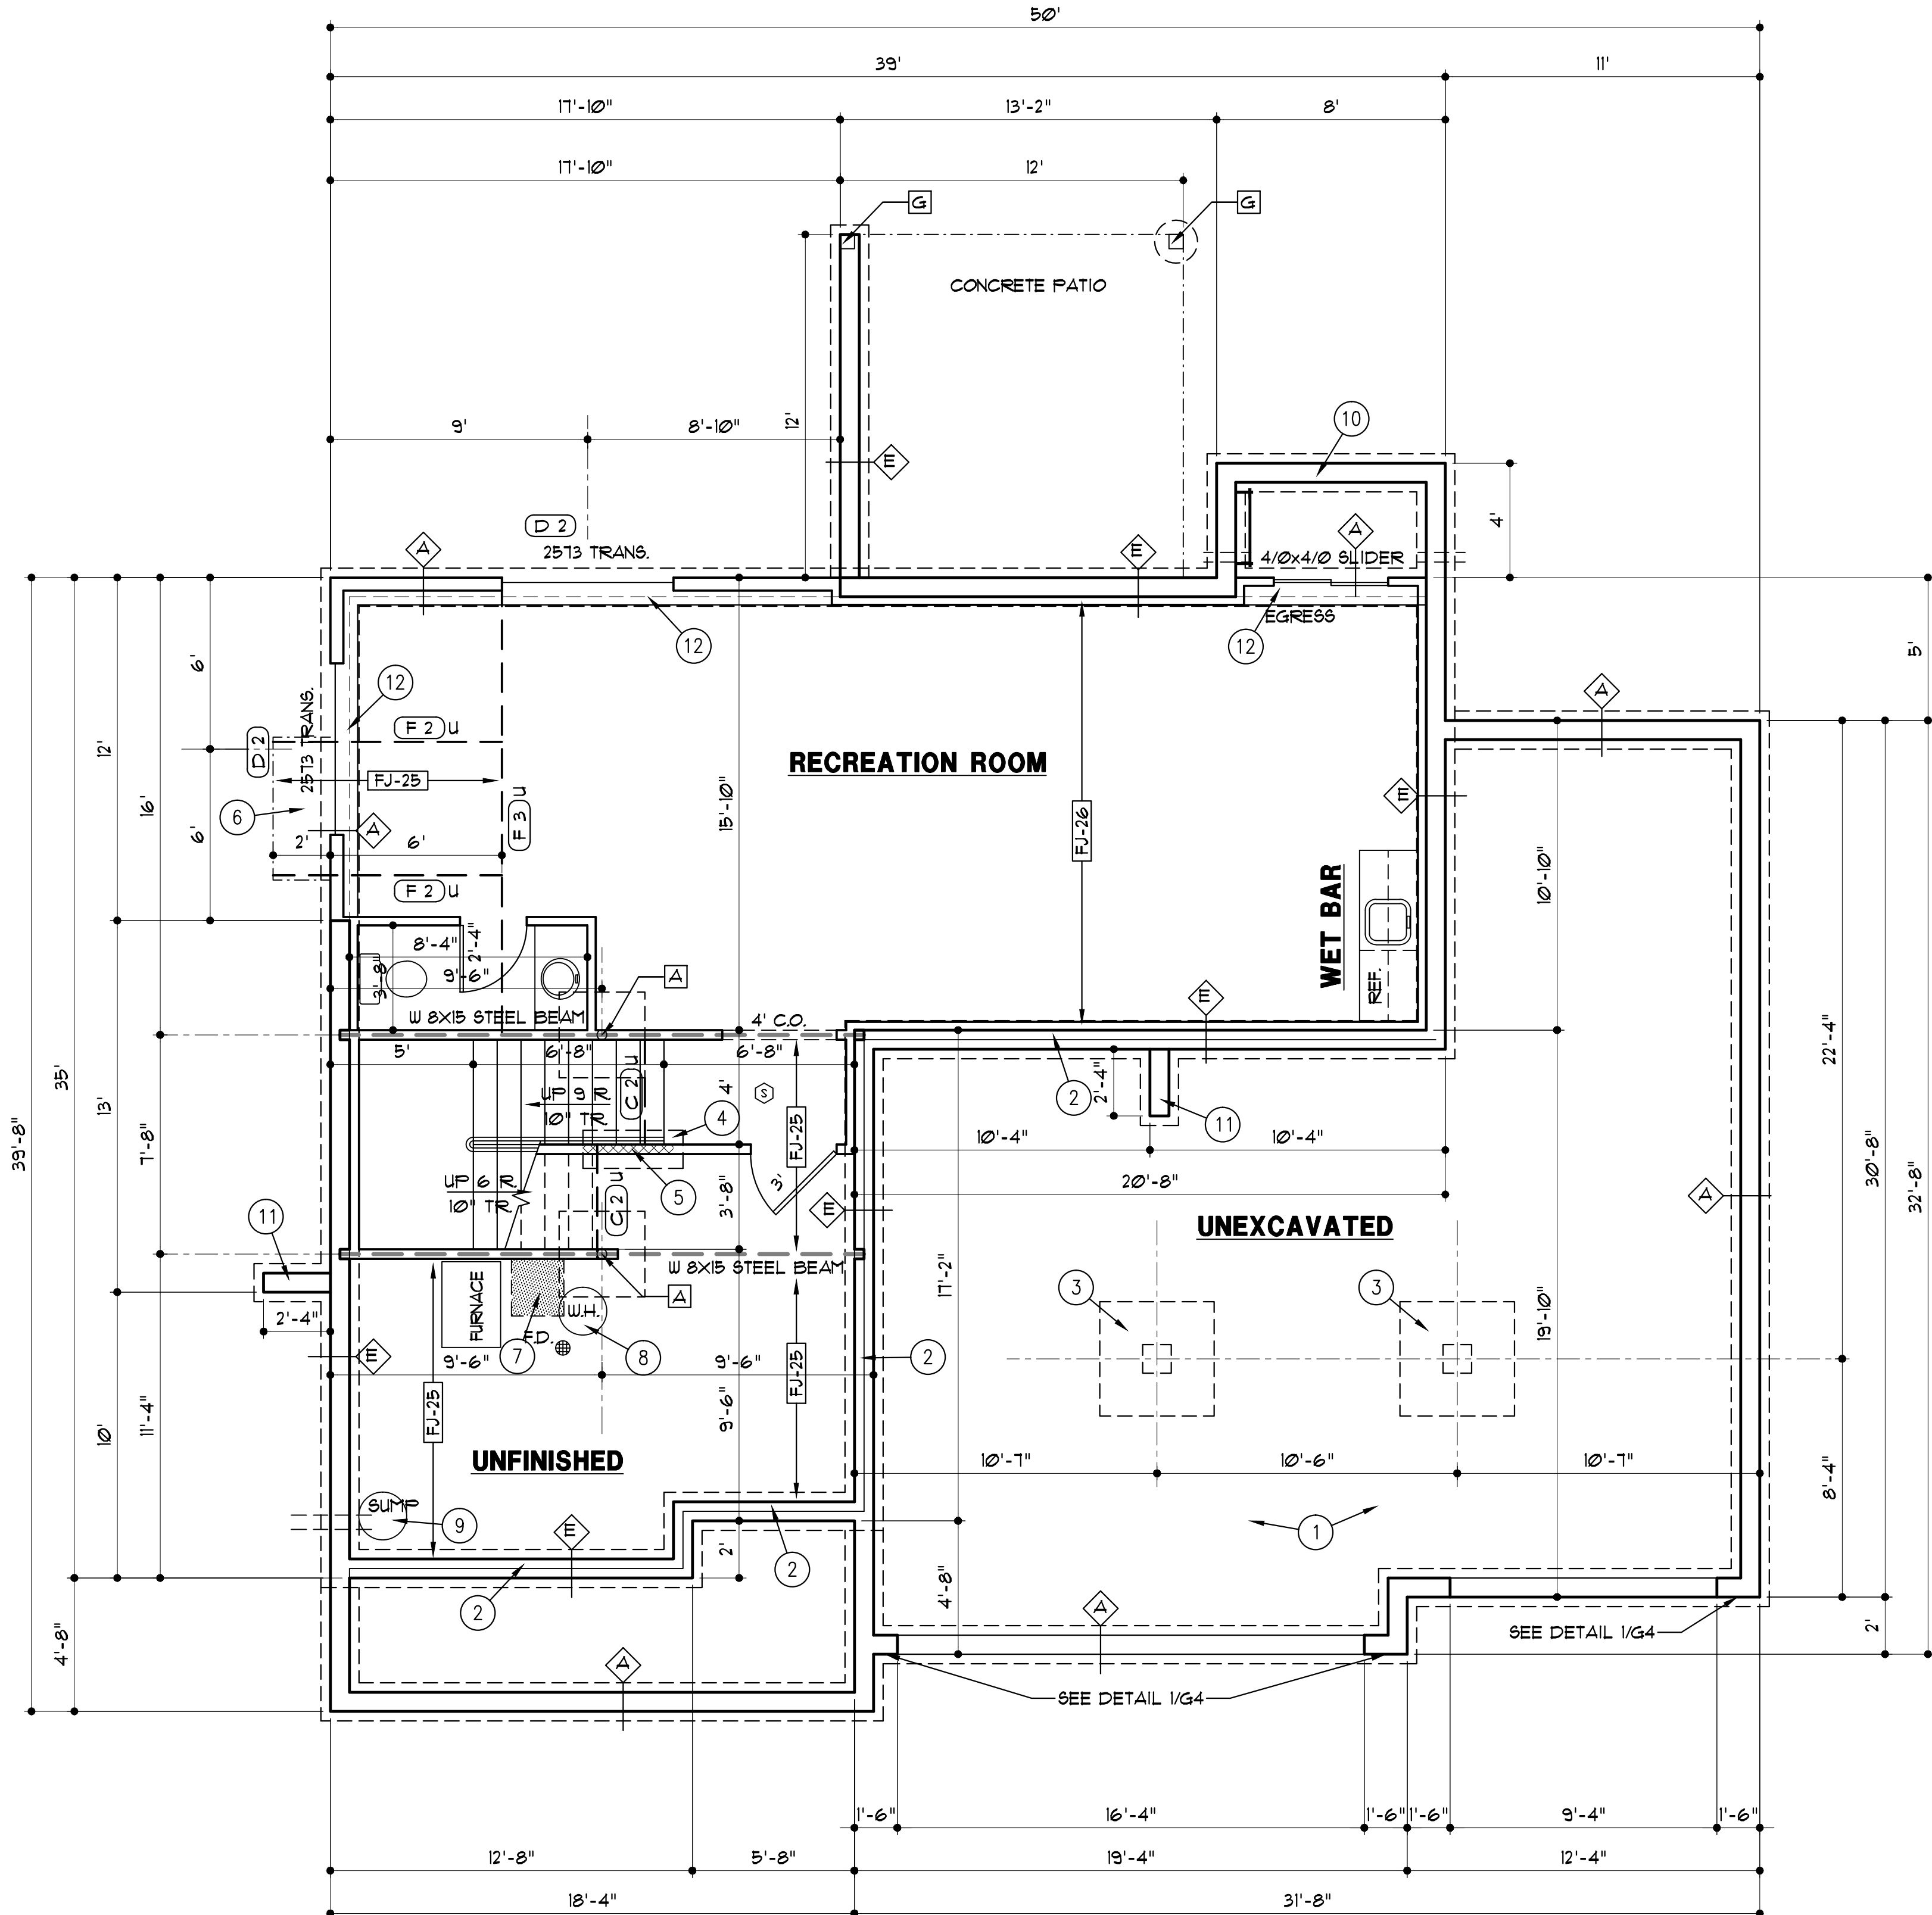 50'
39'
11'
17'-10"
13'-2"
8'
17'-10"
12'
G
G
CONCRETE PATIO
12'
9'
8'-10"
10
D 2
2573 TRANS.
4'
A
E
E
A
4/0x4/0 SLIDER
EGRESS
12
12
5'
6'
12
2573 TRANS.
D 2
F 2 U
FJ-25
6
2'
6'
A
F 3 U
F 2 U
12'
16'
6'
15'-10"
RECREATION ROOM
FJ-26
E
A
WET BAR
REF.
10'-10"
22'-4"
30'-8"
32'-8"
8'-4"
2'-4"
9'-6"
3'-8"
A
W 8X15 STEEL BEAM
4' C.O.
E
5'
6'-8"
6'-8"
UP 9 R.
10" TR.
C 2 U
4'
S
4
FJ-25
2
2'-4"
11
10'-4"
10'-4"
20'-8"
35'
39'-8"
13'
7'-8"
UP 6 R.
10" TR.
C 2 U
5
3'-8"
3'
E
UNEXCAVATED
A
11
2'-4"
W 8X15 STEEL BEAM
A
FURNACE
W.H.
F.D.
7
8
E
9'-6"
9'-6"
9'-6"
FJ-25
FJ-25
2
17'-2"
3
3
19'-10"
10'
11'-4"
UNFINISHED
10'-7"
10'-6"
10'-7"
8'-4"
SUMP
9
E
2'
2
1
2
4'-8"
4'-8"
A
A
SEE DETAIL 1/G4
2'
SEE DETAIL 1/G4
1'-6"
16'-4"
1'-6"
1'-6"
9'-4"
1'-6"
12'-8"
5'-8"
19'-4"
12'-4"
18'-4"
31'-8"